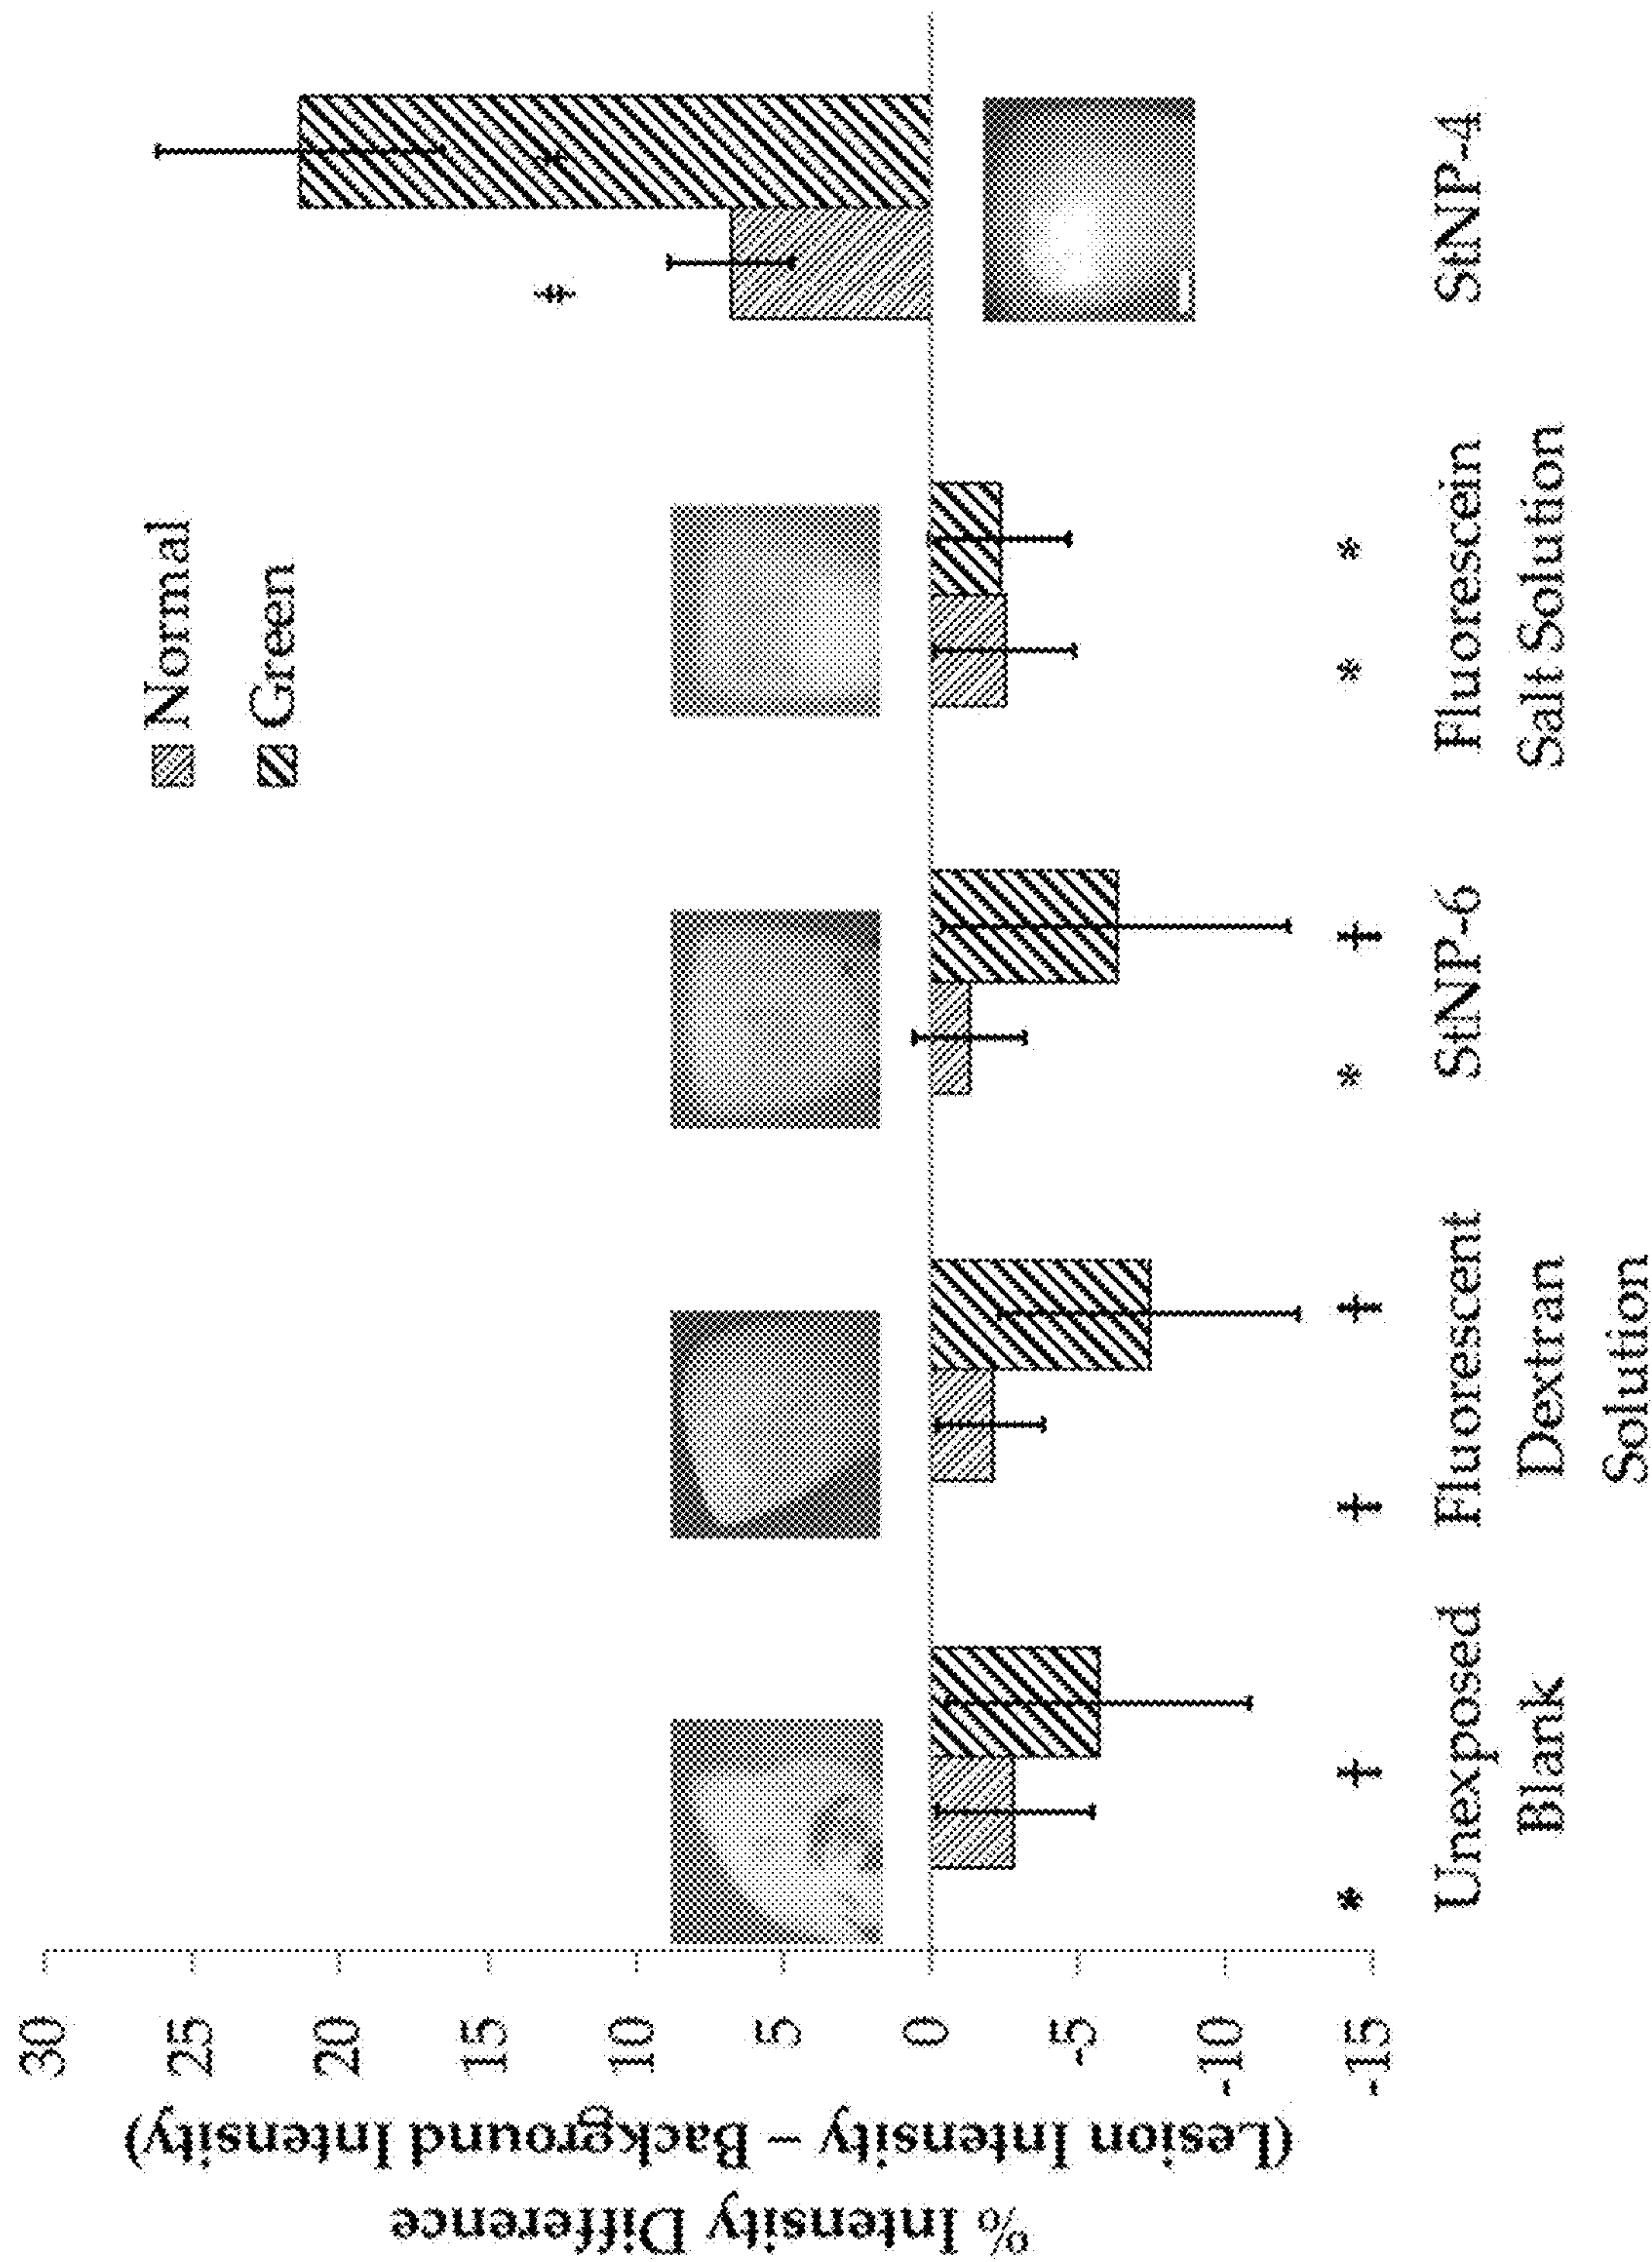 % Intensity Difference
(Lesion Intensity – Background Intensity)
30
25
20
15
10
5
0
-5
-10
-15
Normal
Green
‡
*
* † † † * † * *
Unexposed
Blank
Fluorescent
Dextran
Solution
StNP-6
Fluorescein
Salt Solution
StNP-4